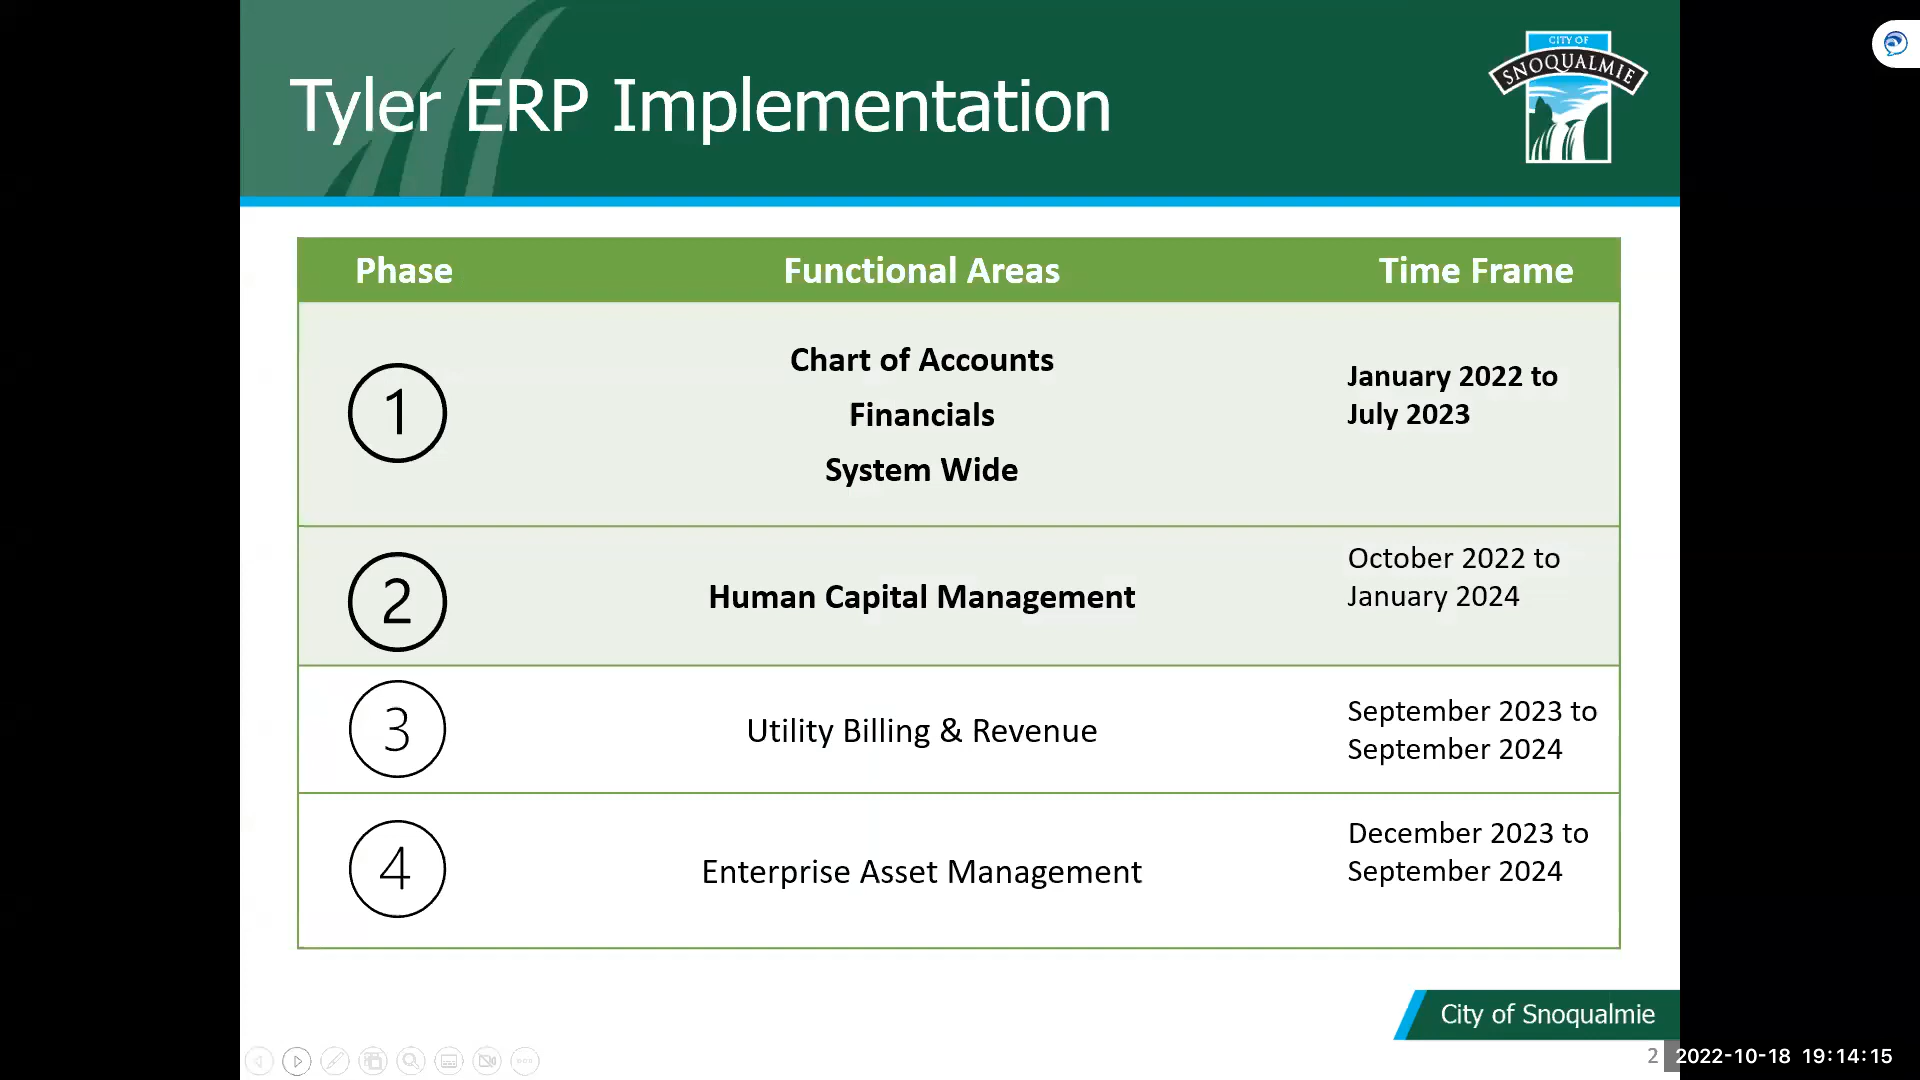 Tyler ERP Implementation
CITY OF
SNOQUALMIE
Phase Functional Areas Time Frame
1
Chart of Accounts
Financials
System Wide
January 2022 to
July 2023
2
Human Capital Management
October 2022 to
January 2024
3
Utility Billing & Revenue
September 2023 to
September 2024
4
Enterprise Asset Management
December 2023 to
September 2024
City of Snoqualmie
2
2022-10-18 19:14:15